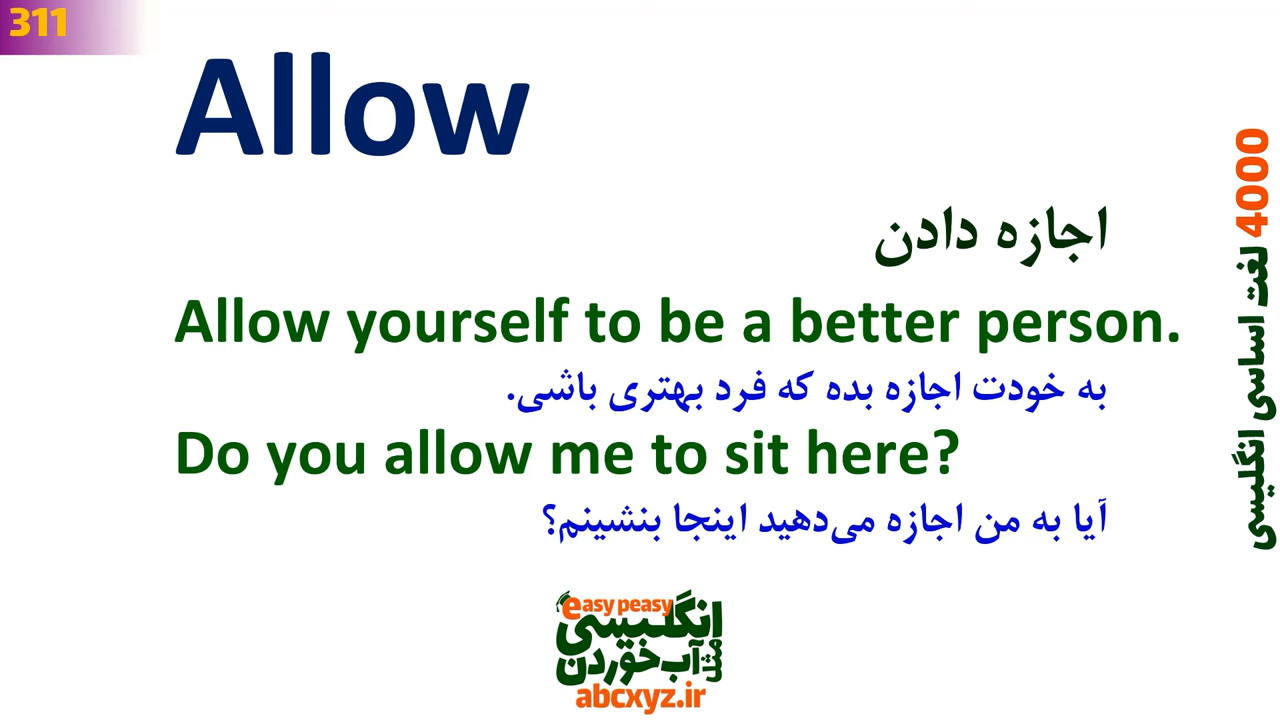 311
Allow
اجازه دادن
Allow yourself to be a better person.
به خودت اجازه بده که فرد بهتری باشی.
Do you allow me to sit here?
آیا به من اجازه می‌دهید اینجا بنشینم؟
4000 لغت اساسی انگلیسی
easy peasy
انگلیسی
مثل آب خوردن
abcxyz.ir